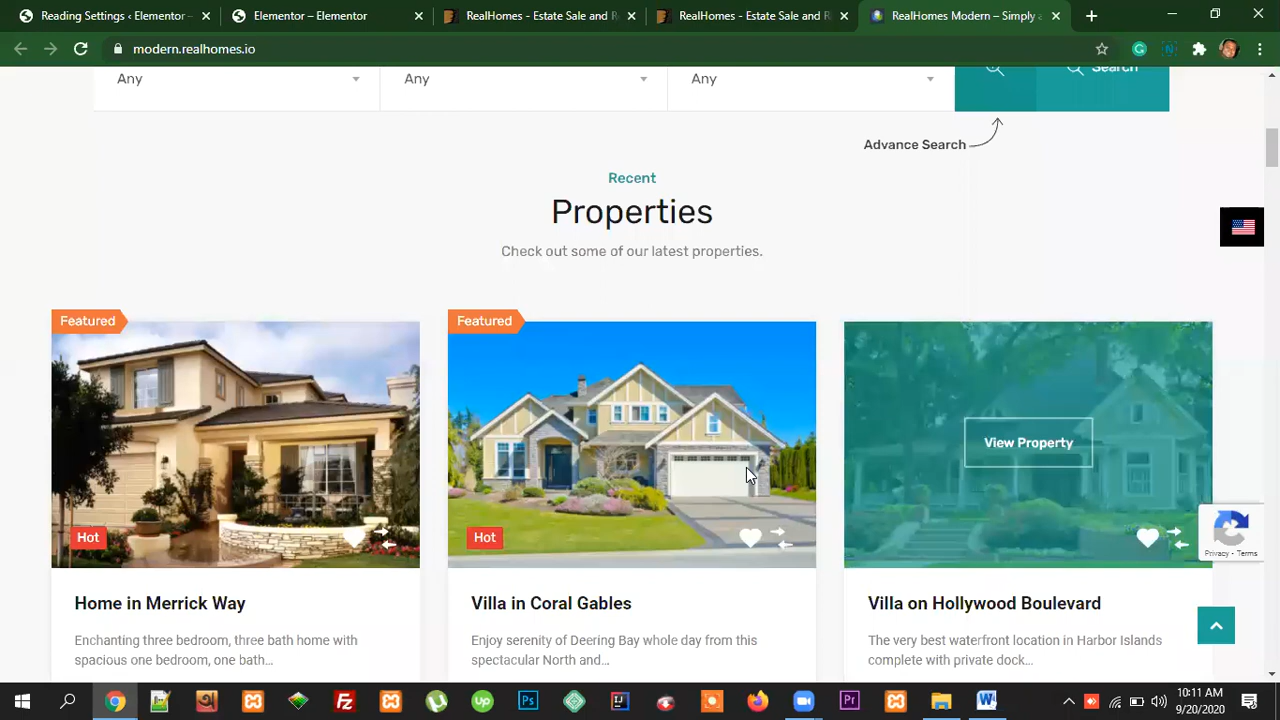 Reading Settings ‹ Elementor –
Elementor – Elementor
RealHomes - Estate Sale and R
RealHomes - Estate Sale and R
RealHomes Modern – Simply a
modern.realhomes.io
Any
Any
Any
Search
Advance Search
Recent
Properties
Check out some of our latest properties.
Featured
Featured
View Property
Hot
Hot
Privacy - Terms
Home in Merrick Way
Villa in Coral Gables
Villa on Hollywood Boulevard
Enchanting three bedroom, three bath home with
spacious one bedroom, one bath...
Enjoy serenity of Deering Bay whole day from this
spectacular North and...
The very best waterfront location in Harbor Islands
complete with private dock...
10:11 AM
9/20/2020